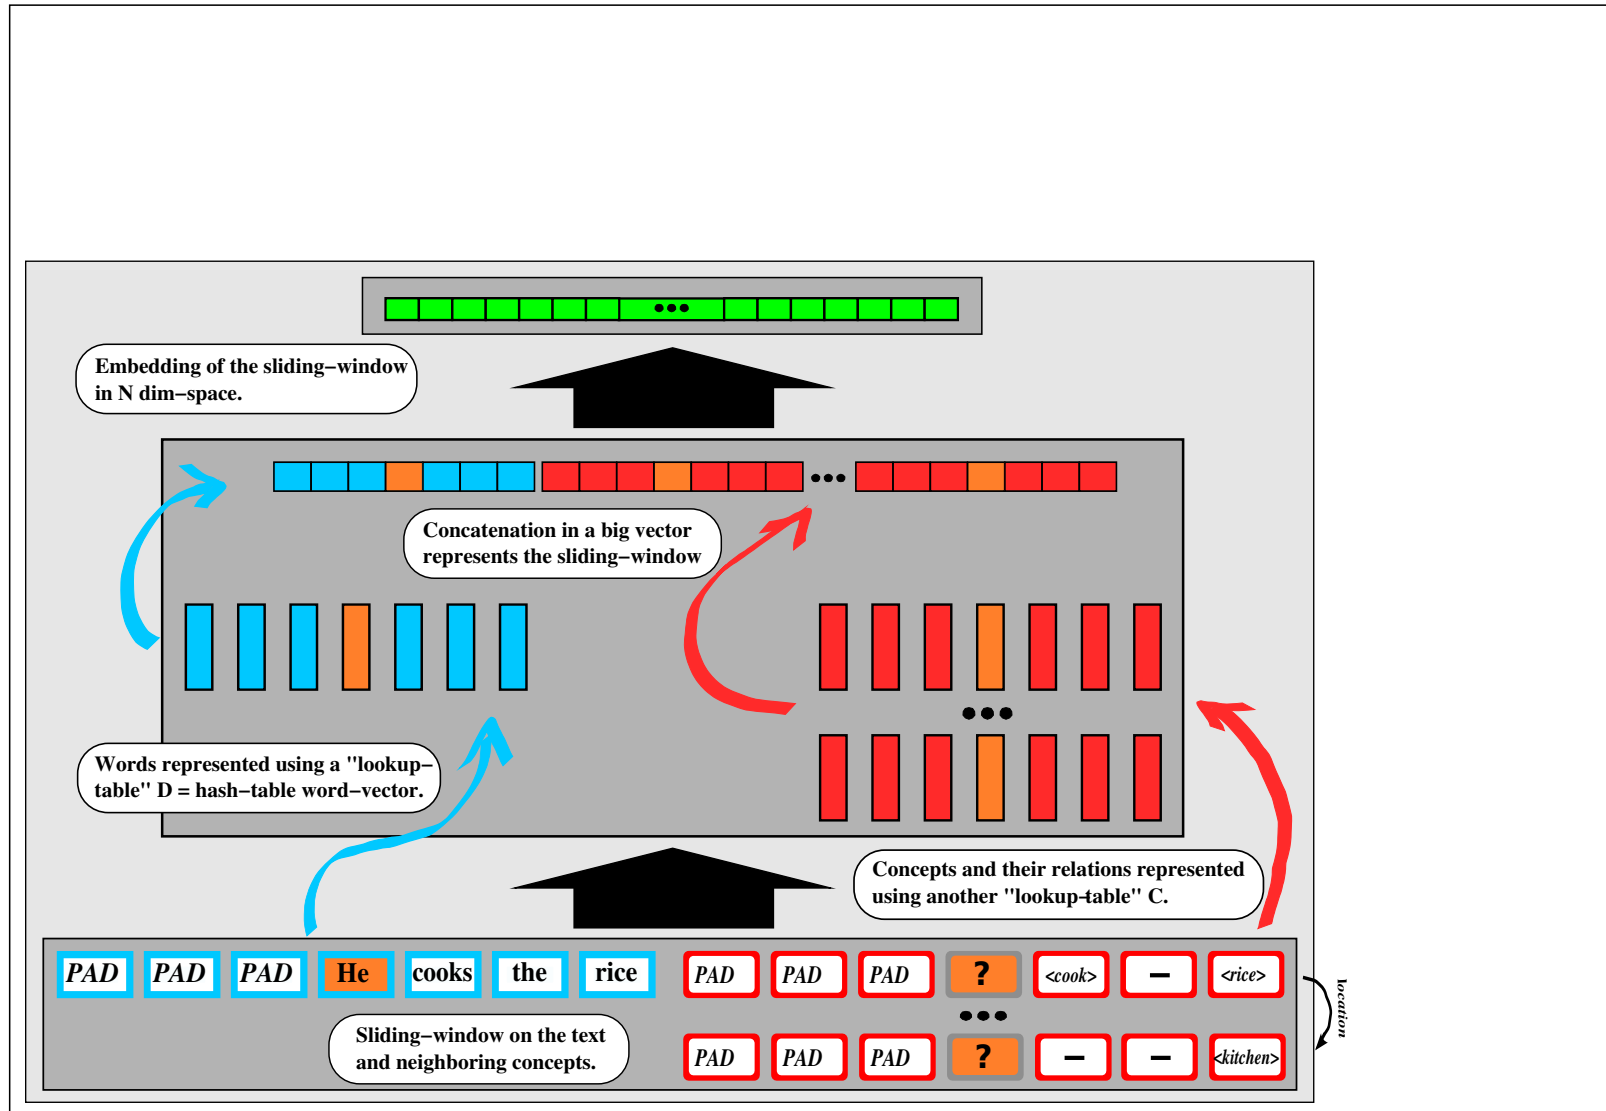 Embedding of the sliding-window
in N dim-space.
Concatenation in a big vector
represents the sliding-window
Words represented using a "lookup-
table" D = hash-table word-vector.
Concepts and their relations represented
using another "lookup-table" C.
PAD PAD PAD He cooks the rice PAD PAD PAD ? <cook> – <rice>
location
Sliding-window on the text
and neighboring concepts.
PAD PAD PAD ? – – <kitchen>